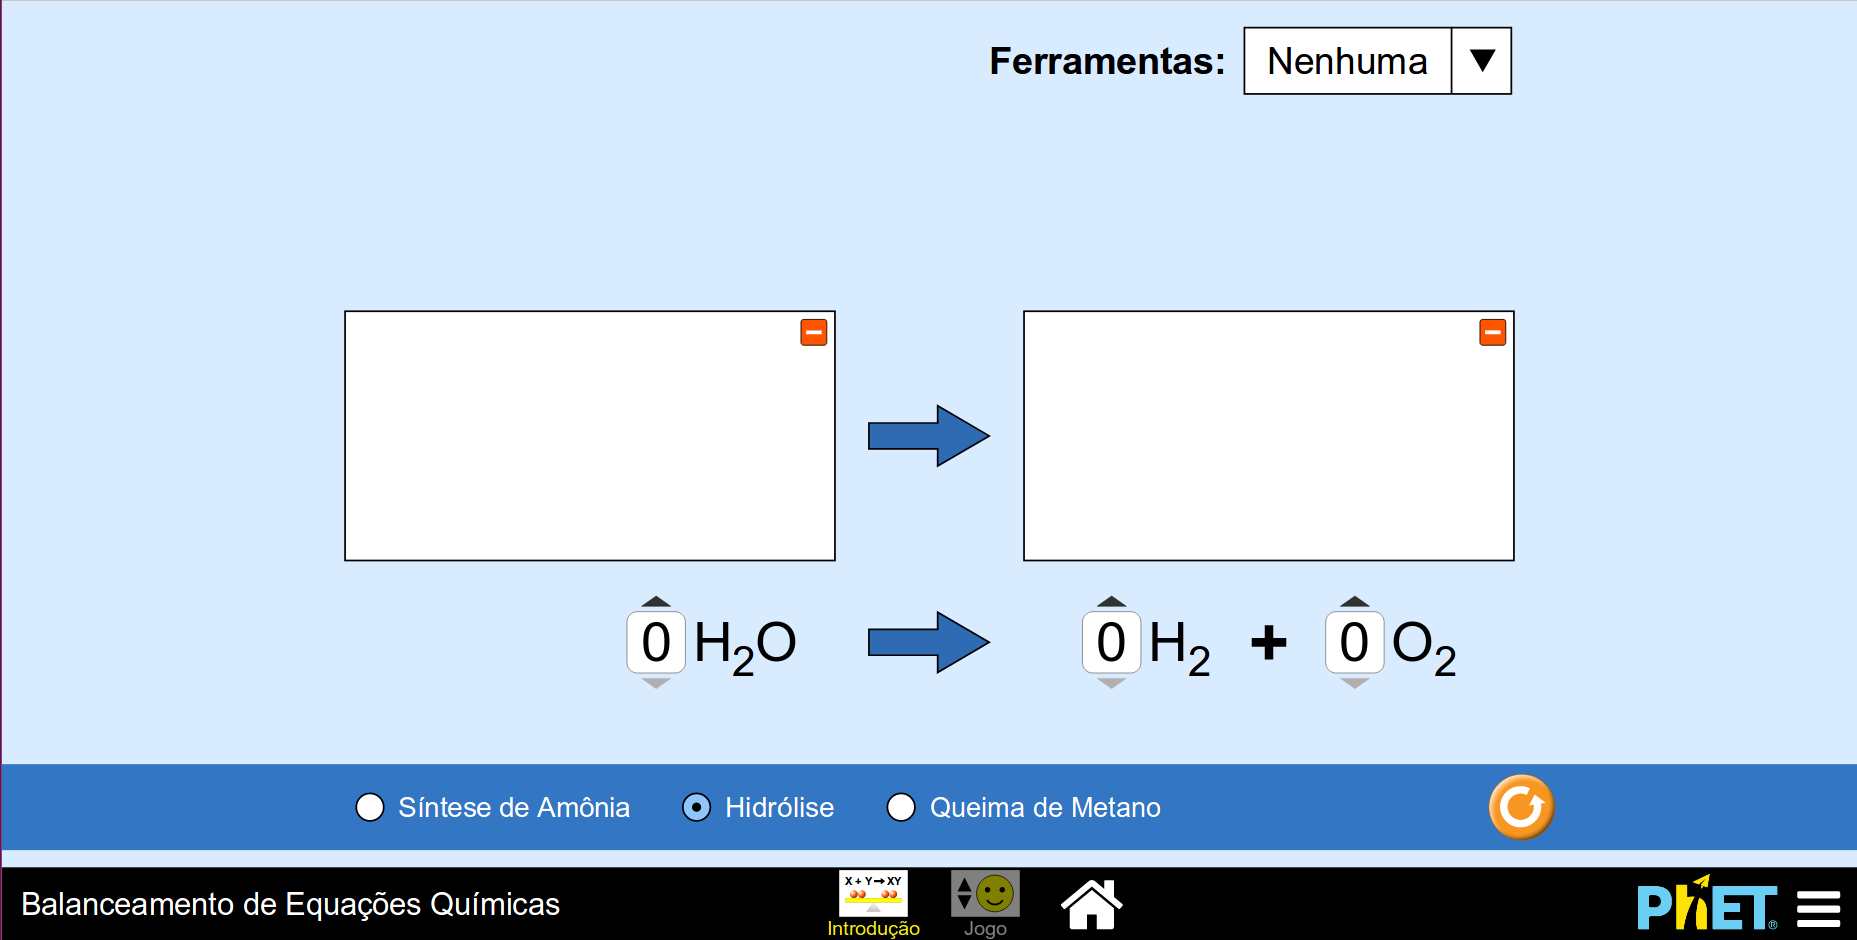 Ferramentas: Nenhuma
0 H₂O 0 H₂ + 0 O₂
Síntese de Amônia Hidrólise Queima de Metano
X + Y→XY
Balanceamento de Equações Químicas
Introdução Jogo
PhET®